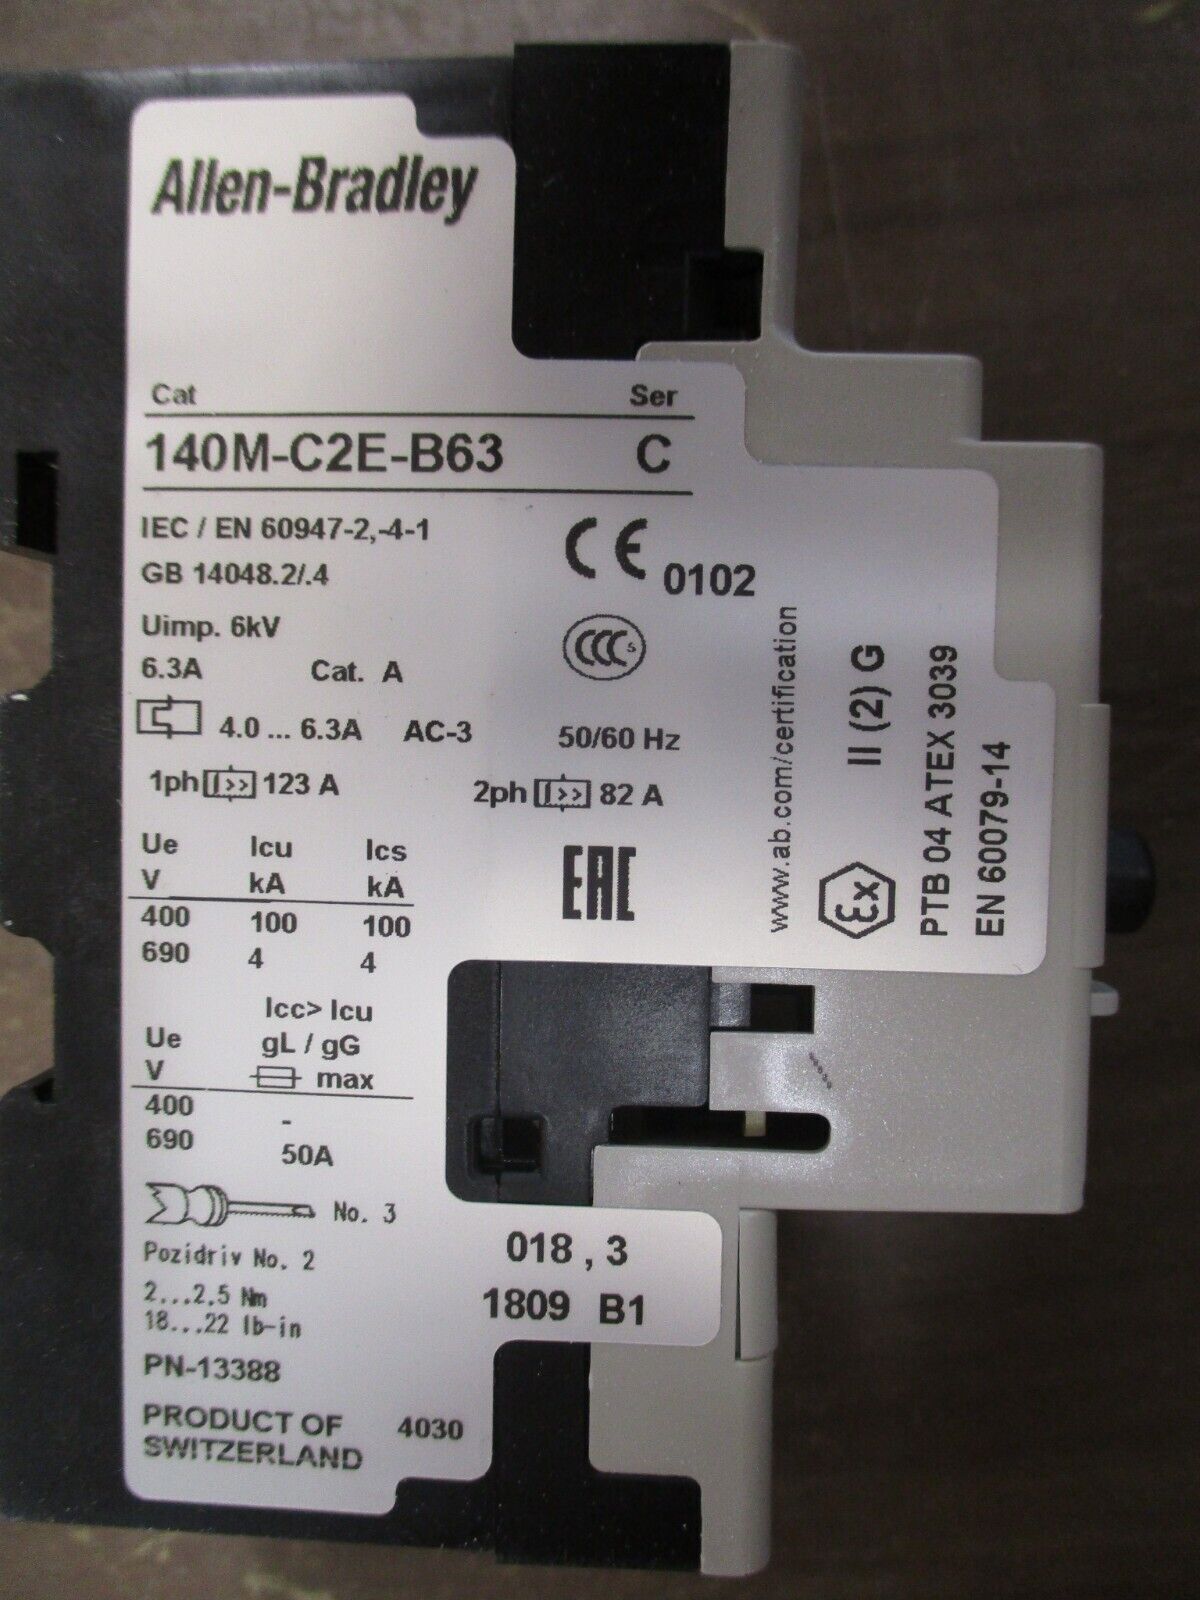 Allen-Bradley
Cat Ser
140M-C2E-B63 C
IEC / EN 60947-2,-4-1
GB 14048.2/.4
CE 0102
Uimp. 6kV
CCC S
6.3A Cat. A
4.0 ... 6.3A AC-3 50/60 Hz
1ph >> 123 A 2ph >> 82 A
Ue Icu Ics
V kA kA
400 100 100
690 4 4
EAC
Icc> Icu
Ue gL / gG
V max
400 -
690 50A
No. 3
Pozidriv No. 2
2...2.5 Nm
18...22 lb-in
PN-13388
PRODUCT OF 4030
SWITZERLAND
018 , 3
1809 B1
www.ab.com/certification
Ex II (2) G
PTB 04 ATEX 3039
EN 60079-14